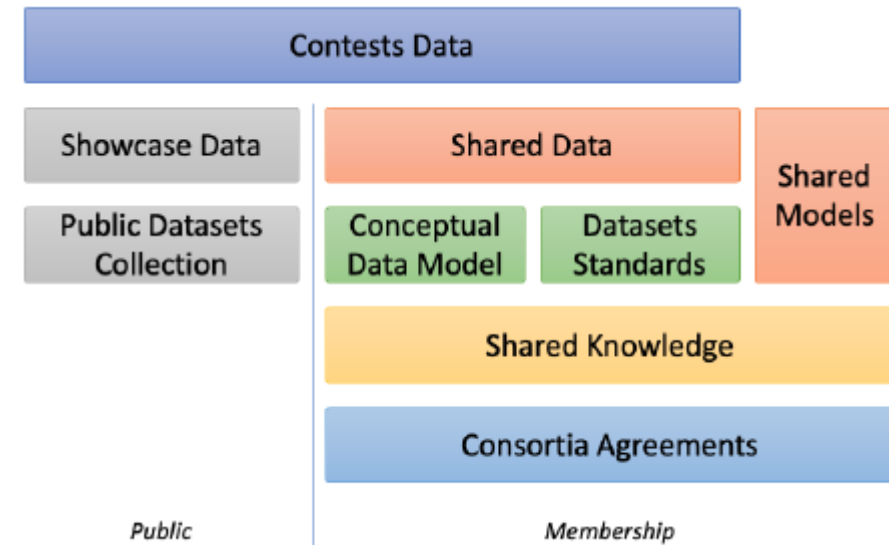 Contests Data
Showcase Data
Shared Data
Shared
Models
Public Datasets
Collection
Conceptual
Data Model
Datasets
Standards
Shared Knowledge
Consortia Agreements
Public
Membership